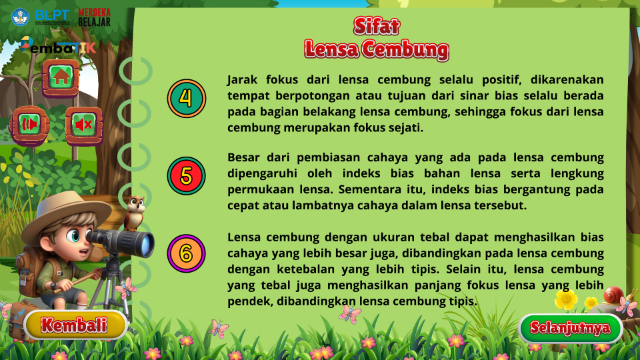 BLPT
MERDEKA
BELAJAR
PembaTIK
Sifat
Lensa Cembung
4
Jarak fokus dari lensa cembung selalu positif, dikarenakan
tempat berpotongan atau tujuan dari sinar bias selalu berada
pada bagian belakang lensa cembung, sehingga fokus dari lensa
cembung merupakan fokus sejati.
5
Besar dari pembiasan cahaya yang ada pada lensa cembung
dipengaruhi oleh indeks bias bahan lensa serta lengkung
permukaan lensa. Sementara itu, indeks bias bergantung pada
cepat atau lambatnya cahaya dalam lensa tersebut.
6
Lensa cembung dengan ukuran tebal dapat menghasilkan bias
cahaya yang lebih besar juga, dibandingkan pada lensa cembung
dengan ketebalan yang lebih tipis. Selain itu, lensa cembung
yang tebal juga menghasilkan panjang fokus lensa yang lebih
pendek, dibandingkan lensa cembung tipis.
Kembali
Selanjutnya